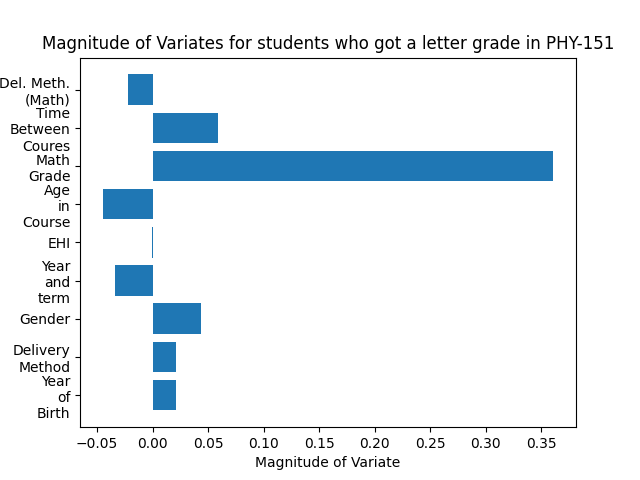 Magnitude of Variates for students who got a letter grade in PHY-151
Del. Meth.
(Math)
Time
Between
Coures
Math
Grade
Age
in
Course
EHI
Year
and
term
Gender
Delivery
Method
Year
of
Birth
−0.05 0.00 0.05 0.10 0.15 0.20 0.25 0.30 0.35
Magnitude of Variate